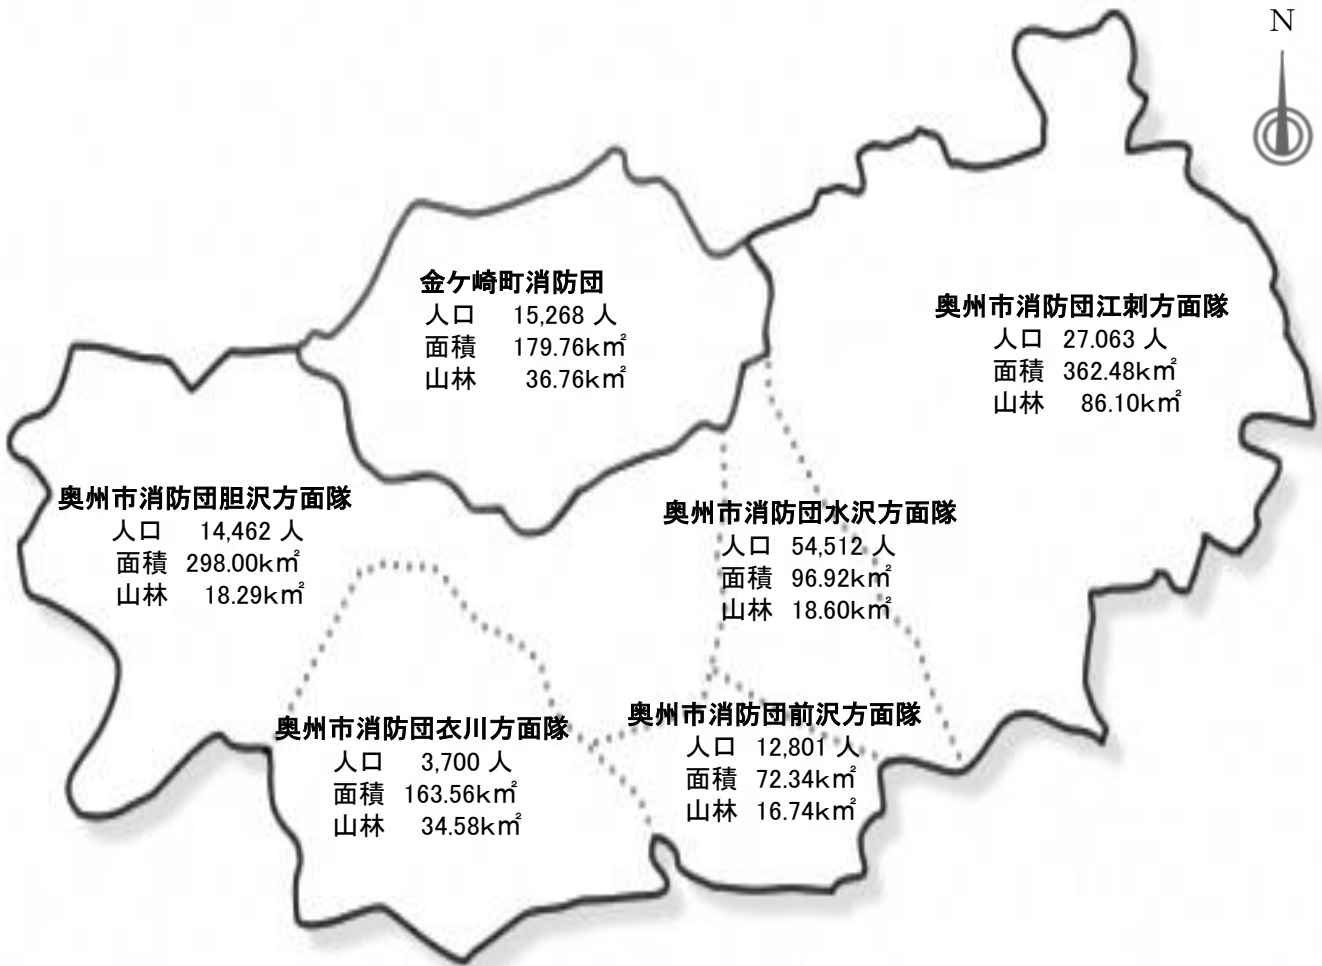 N
金ケ崎町消防団
人口 15,268 人
面積 179.76k㎡
山林 36.76k㎡
奥州市消防団江刺方面隊
人口 27.063 人
面積 362.48k㎡
山林 86.10k㎡
奥州市消防団胆沢方面隊
人口 14,462 人
面積 298.00k㎡
山林 18.29k㎡
奥州市消防団水沢方面隊
人口 54,512 人
面積 96.92k㎡
山林 18.60k㎡
奥州市消防団衣川方面隊
人口 3,700 人
面積 163.56k㎡
山林 34.58k㎡
奥州市消防団前沢方面隊
人口 12,801 人
面積 72.34k㎡
山林 16.74k㎡